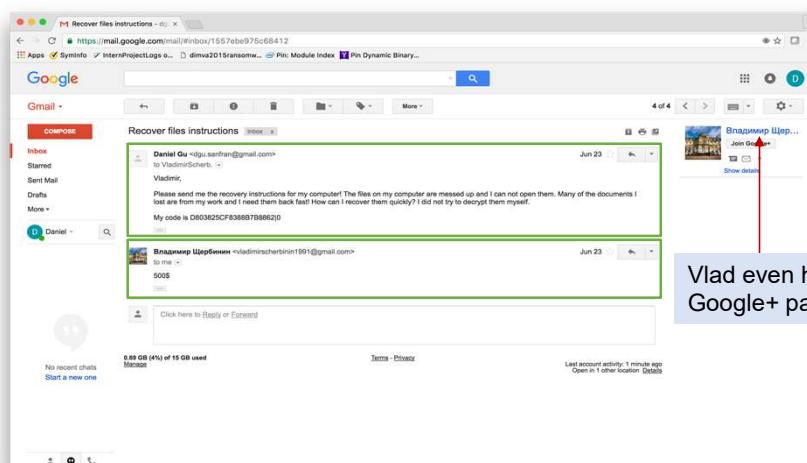 Recover files instructions - dg
https://mail.google.com/mail/#inbox/1557ebe975c68412
Apps SymInfo InternProjectLogs o... dimva2015ransomw... Pin: Module Index Pin Dynamic Binary...
Google
D
Gmail
More
4 of 4
COMPOSE
Inbox
Starred
Sent Mail
Drafts
More
Daniel
No recent chats
Start a new one
Recover files instructions Inbox x
Daniel Gu <dgu.sanfran@gmail.com> Jun 23
to VladimirScherb.
Vladimir,
Please send me the recovery instructions for my computer! The files on my computer are messed up and I can not open them. Many of the documents I
lost are from my work and I need them back fast! How can I recover them quickly? I did not try to decrypt them myself.
My code is D803825CF8388B7B8862|0
Владимир Щербинин <vladimirscherbinin1991@gmail.com> Jun 23
to me
500$
Click here to Reply or Forward
0.69 GB (4%) of 15 GB used
Manage
Terms - Privacy
Last account activity: 1 minute ago
Open in 1 other location Details
Владимир Щер...
Join Google+
Show details
Vlad even h
Google+ pa